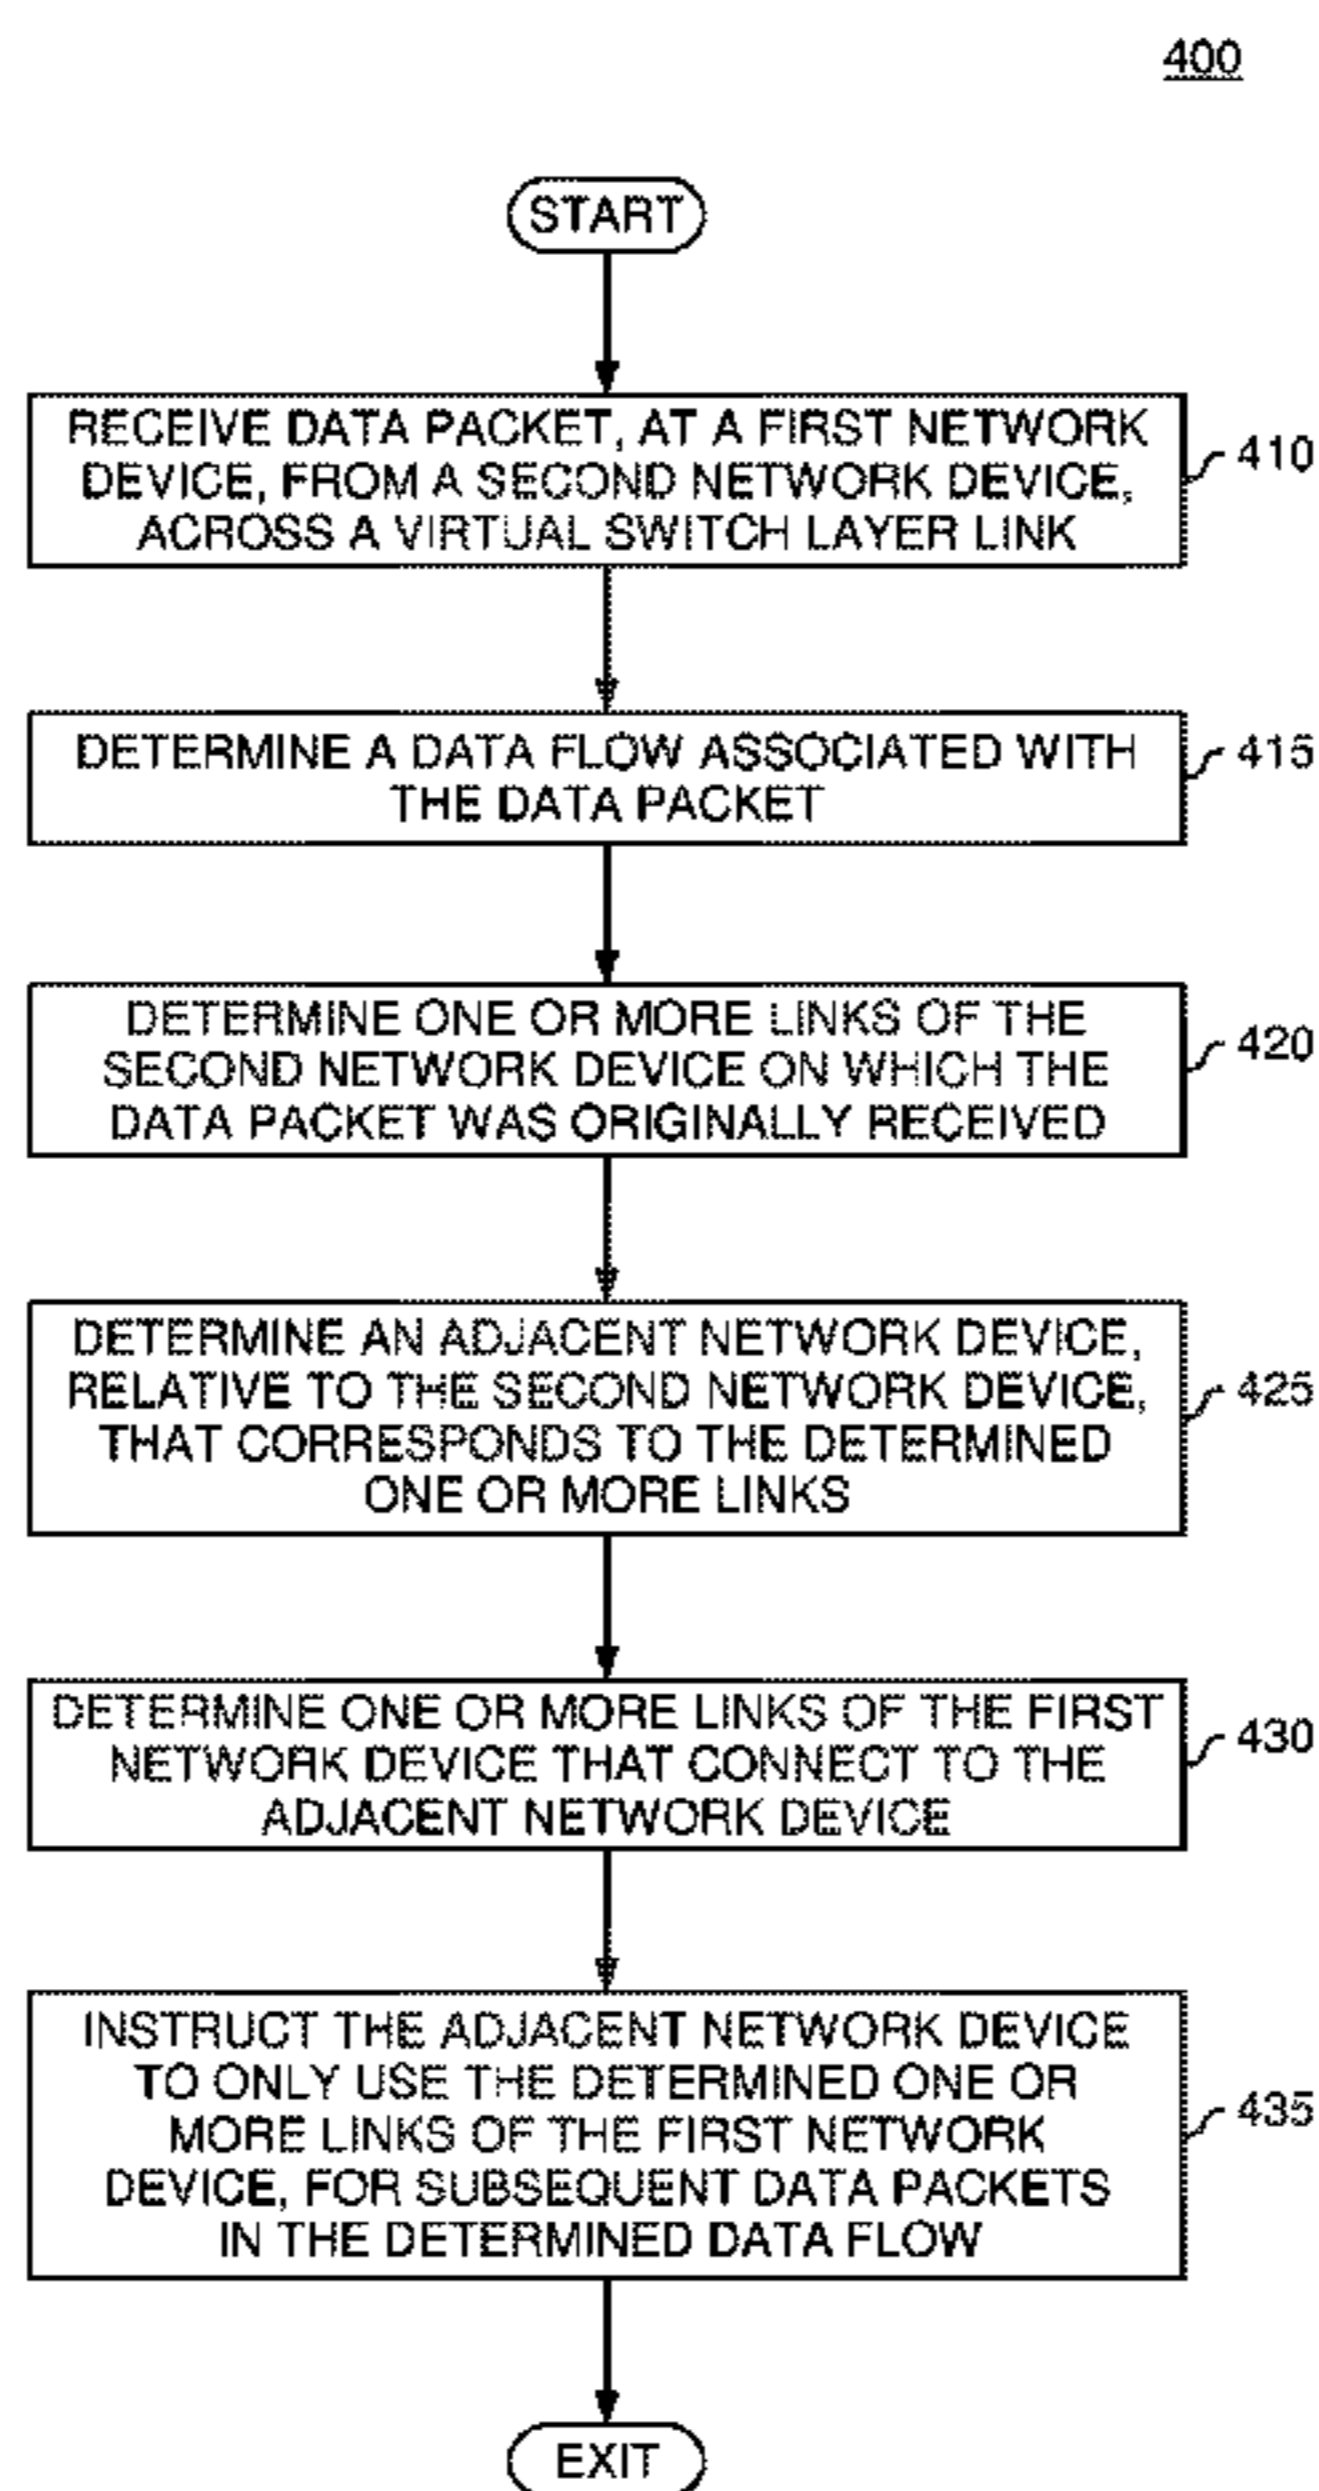 400
START
RECEIVE DATA PACKET, AT A FIRST NETWORK
DEVICE, FROM A SECOND NETWORK DEVICE,
ACROSS A VIRTUAL SWITCH LAYER LINK
410
DETERMINE A DATA FLOW ASSOCIATED WITH
THE DATA PACKET
415
DETERMINE ONE OR MORE LINKS OF THE
SECOND NETWORK DEVICE ON WHICH THE
DATA PACKET WAS ORIGINALLY RECEIVED
420
DETERMINE AN ADJACENT NETWORK DEVICE,
RELATIVE TO THE SECOND NETWORK DEVICE,
THAT CORRESPONDS TO THE DETERMINED
ONE OR MORE LINKS
425
DETERMINE ONE OR MORE LINKS OF THE FIRST
NETWORK DEVICE THAT CONNECT TO THE
ADJACENT NETWORK DEVICE
430
INSTRUCT THE ADJACENT NETWORK DEVICE
TO ONLY USE THE DETERMINED ONE OR
MORE LINKS OF THE FIRST NETWORK
DEVICE, FOR SUBSEQUENT DATA PACKETS
IN THE DETERMINED DATA FLOW
435
EXIT